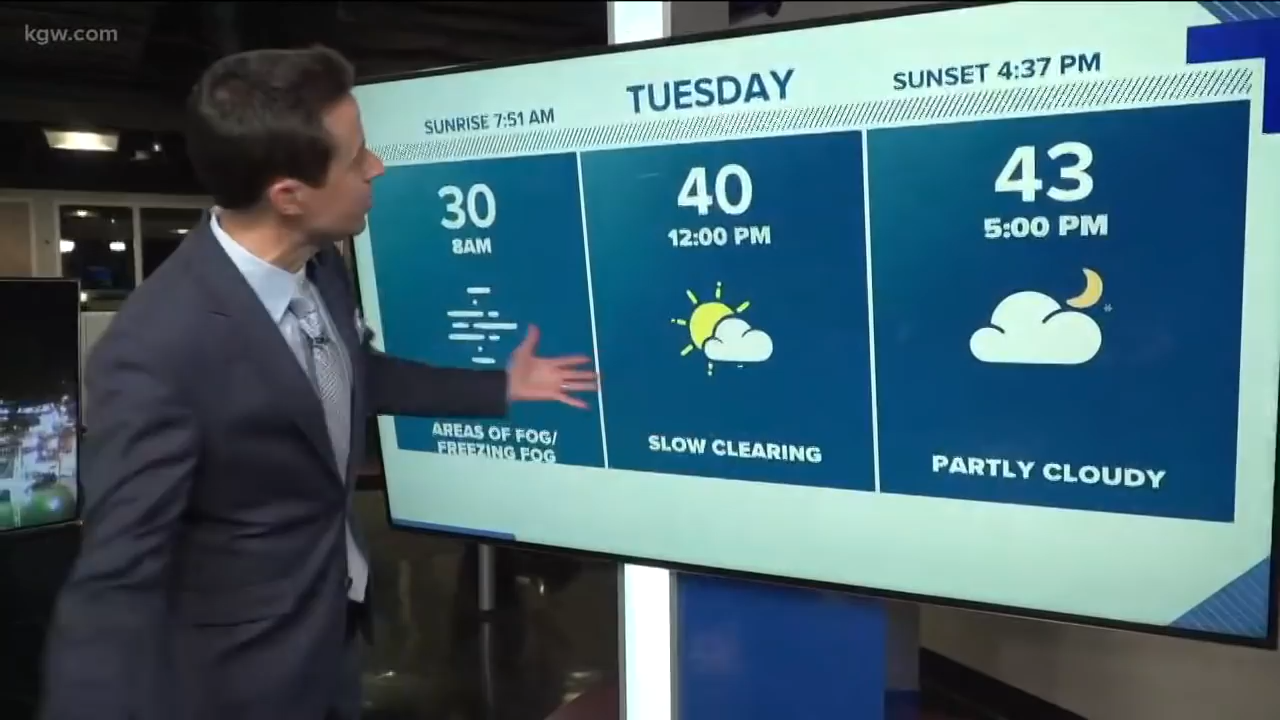 kgw.com
TUESDAY
SUNRISE 7:51 AM
SUNSET 4:37 PM
30
8AM
AREAS OF FOG/
FREEZING FOG
40
12:00 PM
SLOW CLEARING
43
5:00 PM
PARTLY CLOUDY